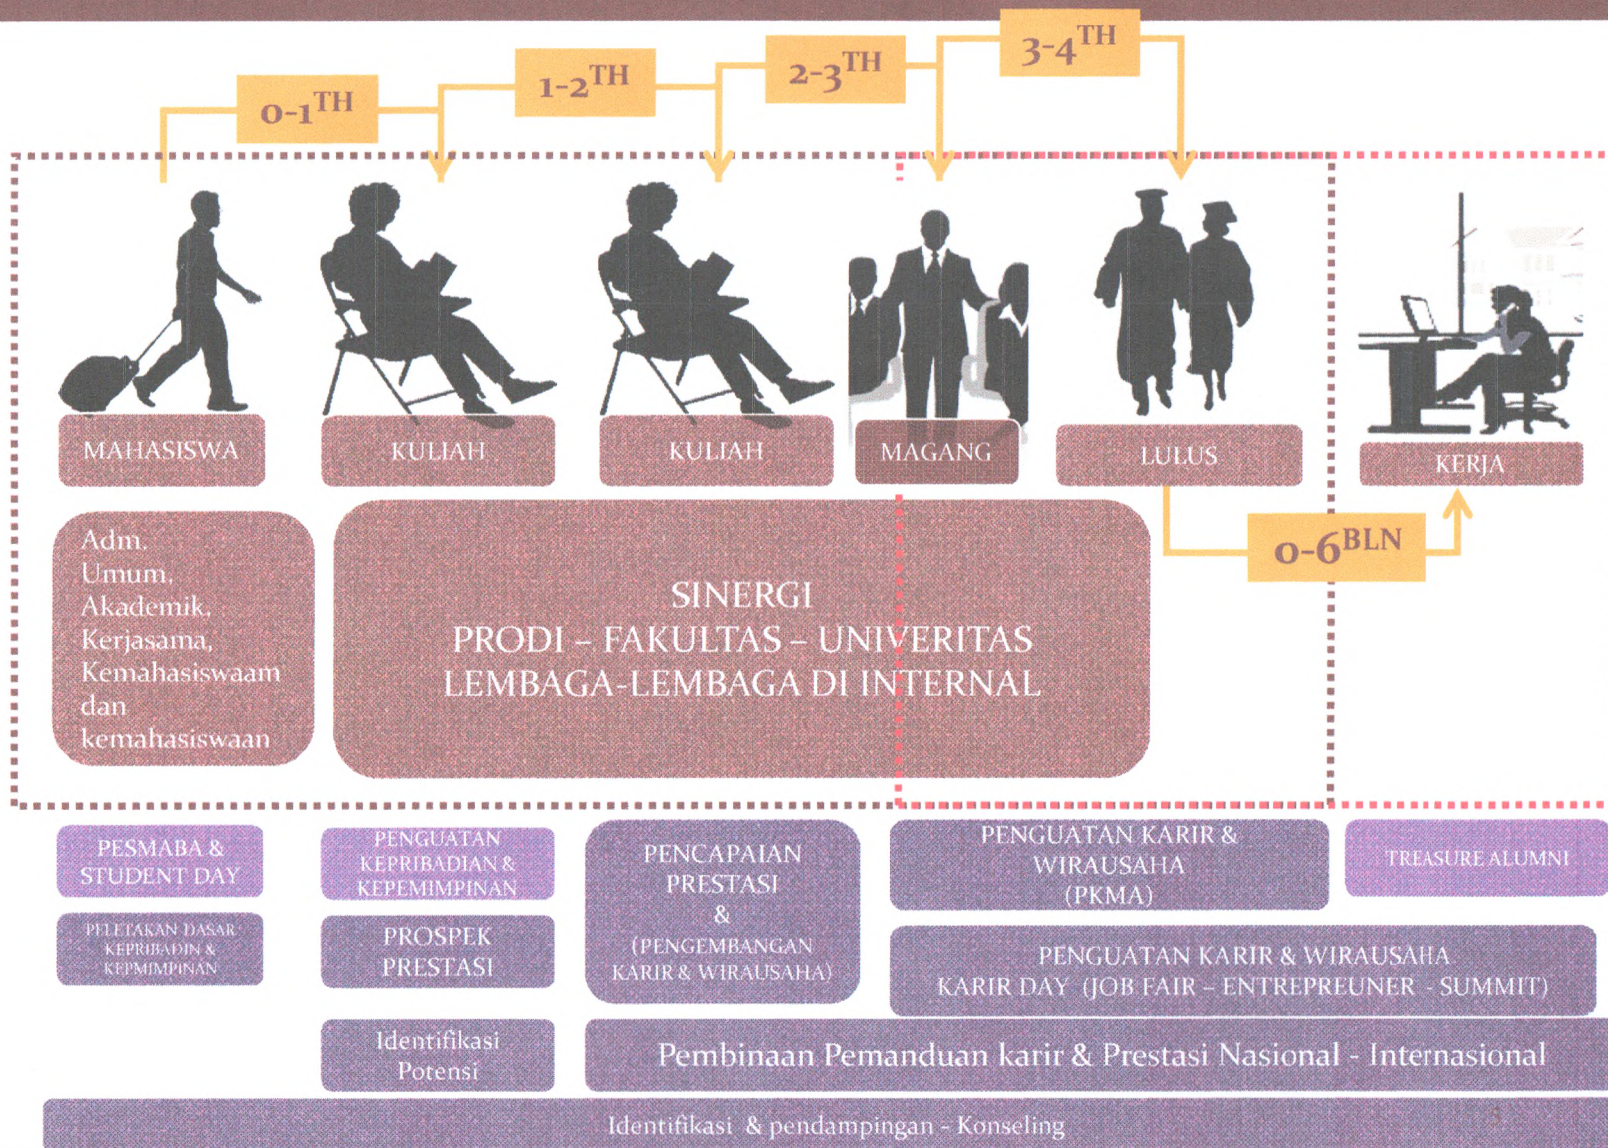 0-1TH
1-2TH
2-3TH
3-4TH
MAHASISWA
KULIAH
KULIAH
MAGANG
LULUS
KERJA
0-6BLN
Adm.
Umum,
Akademik,
Kerjasama,
Kemahasiswaam
dan
kemahasiswaan
SINERGI
PRODI – FAKULTAS – UNIVERITAS
LEMBAGA-LEMBAGA DI INTERNAL
PESMABA &
STUDENT DAY
PELETAKAN DASAR
KEPRIBADIN &
KEPMIMPINAN
PENGUATAN
KEPRIBADIAN &
KEPEMIMPINAN
PROSPEK
PRESTASI
Identifikasi
Potensi
PENCAPAIAN
PRESTASI
&
(PENGEMBANGAN
KARIR & WIRAUSAHA)
PENGUATAN KARIR &
WIRAUSAHA
(PKMA)
TREASURE ALUMNI
PENGUATAN KARIR & WIRAUSAHA
KARIR DAY (JOB FAIR – ENTREPREUNER - SUMMIT)
Pembinaan Pemanduan karir & Prestasi Nasional - Internasional
Identifikasi & pendampingan - Konseling